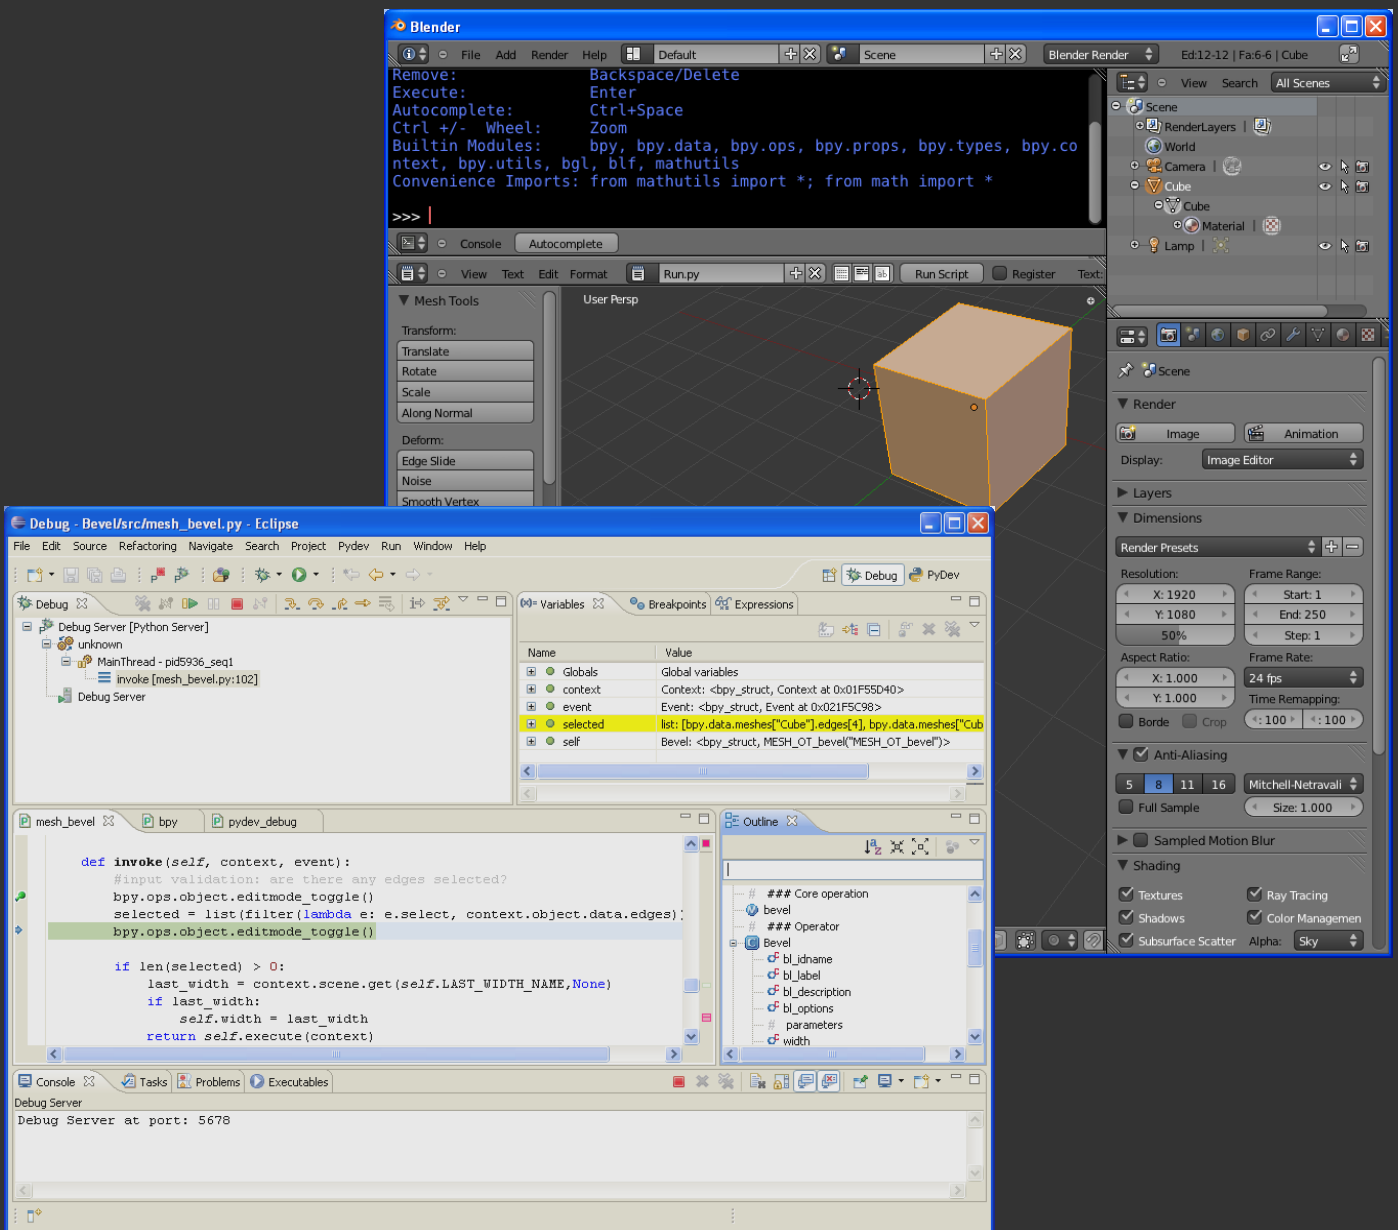 Blender
File Add Render Help Default Scene Blender Render Ed:12-12 | Fa:6-6 | Cube
Remove: Backspace/Delete
Execute: Enter
Autocomplete: Ctrl+Space
Ctrl +/- Wheel: Zoom
Builtin Modules: bpy, bpy.data, bpy.ops, bpy.props, bpy.types, bpy.co
ntext, bpy.utils, bgl, blf, mathutils
Convenience Imports: from mathutils import *; from math import *
>>>
Console Autocomplete
View Text Edit Format Run.py Run Script Register Text:
Mesh Tools
Transform:
Translate
Rotate
Scale
Along Normal
Deform:
Edge Slide
Noise
Smooth Vertex
User Persp
View Search All Scenes
Scene
RenderLayers |
World
Camera |
Cube
Cube
Material |
Lamp |
Scene
Render
Image Animation
Display: Image Editor
Layers
Dimensions
Render Presets
Resolution: Frame Range:
X: 1920 Start: 1
Y: 1080 End: 250
50% Step: 1
Aspect Ratio: Frame Rate:
X: 1.000 24 fps
Y: 1.000 Time Remapping:
Borde Crop : 100 : 100
Anti-Aliasing
5 8 11 16 Mitchell-Netravali
Full Sample Size: 1.000
Sampled Motion Blur
Shading
Textures Ray Tracing
Shadows Color Managemen
Subsurface Scatter Alpha: Sky
Debug - Bevel/src/mesh_bevel.py - Eclipse
File Edit Source Refactoring Navigate Search Project Pydev Run Window Help
Debug PyDev
Debug
Debug Server [Python Server]
unknown
MainThread - pid5936_seq1
invoke [mesh_bevel.py:102]
Debug Server
Variables Breakpoints Expressions
Name Value
Globals Global variables
context Context: <bpy_struct, Context at 0x01F55D40>
event Event: <bpy_struct, Event at 0x021F5C98>
selected list: [bpy.data.meshes["Cube"].edges[4], bpy.data.meshes["Cub
self Bevel: <bpy_struct, MESH_OT_bevel("MESH_OT_bevel")>
mesh_bevel bpy pydev_debug
def invoke(self, context, event):
#input validation: are there any edges selected?
bpy.ops.object.editmode_toggle()
selected = list(filter(lambda e: e.select, context.object.data.edges))
bpy.ops.object.editmode_toggle()
if len(selected) > 0:
last_width = context.scene.get(self.LAST_WIDTH_NAME,None)
if last_width:
self.width = last_width
return self.execute(context)
Outline
# ### Core operation
bevel
# ### Operator
Bevel
bl_idname
bl_label
bl_description
bl_options
# parameters
width
Console Tasks Problems Executables
Debug Server
Debug Server at port: 5678